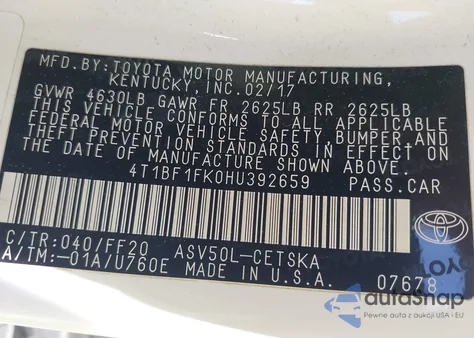 MFD. BY: TOYOTA MOTOR MANUFACTURING,
KENTUCKY, INC. 02/17
GVWR 4630LB GAWR FR 2625LB RR 2625LB
THIS VEHICLE CONFORMS TO ALL APPLICABLE
FEDERAL MOTOR VEHICLE SAFETY, BUMPER, AND
THEFT PREVENTION STANDARDS IN EFFECT ON
THE DATE OF MANUFACTURE SHOWN ABOVE.
4T1BF1FK0HU392659 PASS.CAR
C/TR:040/FF20 ASV50L-CETSKA
A/TM:-01A/U760E MADE IN U.S.A. 07678
TOYOTA
autoSnap
Pewne auta z aukcji USA i EU